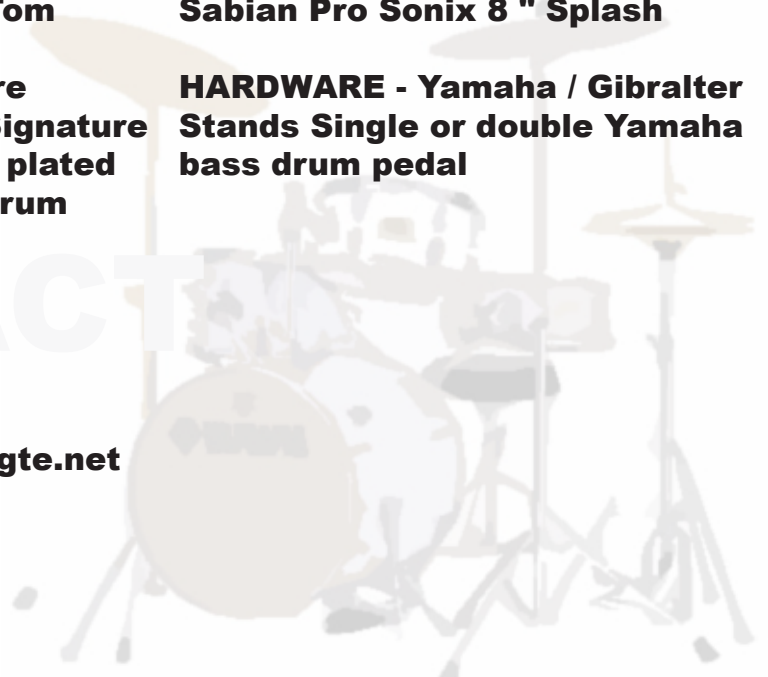 Tom
re
Signature
plated
rum
ACT
gte.net
Sabian Pro Sonix 8 " Splash
HARDWARE - Yamaha / Gibralter
Stands Single or double Yamaha
bass drum pedal